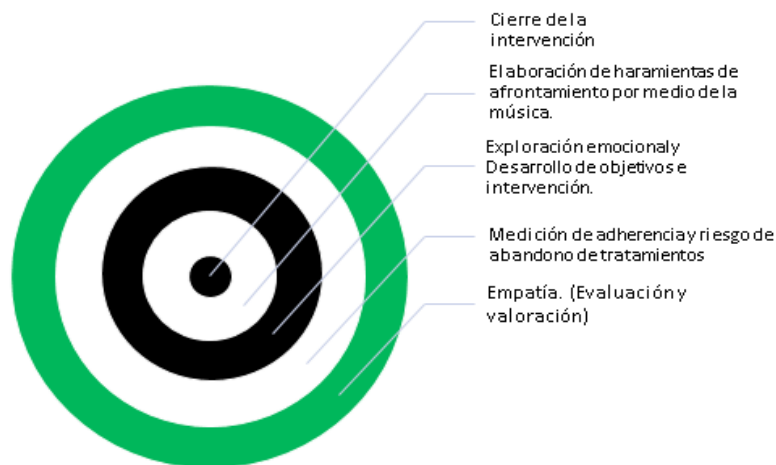 Cierre de la
intervención
Elaboración de haramientas de
afrontamiento por medio de la
música.
Exploración emocional y
Desarrollo de objetivos e
intervención.
Medición de adherencia y riesgo de
abandono de tratamientos
Empatía. (Evaluación y
valoración)